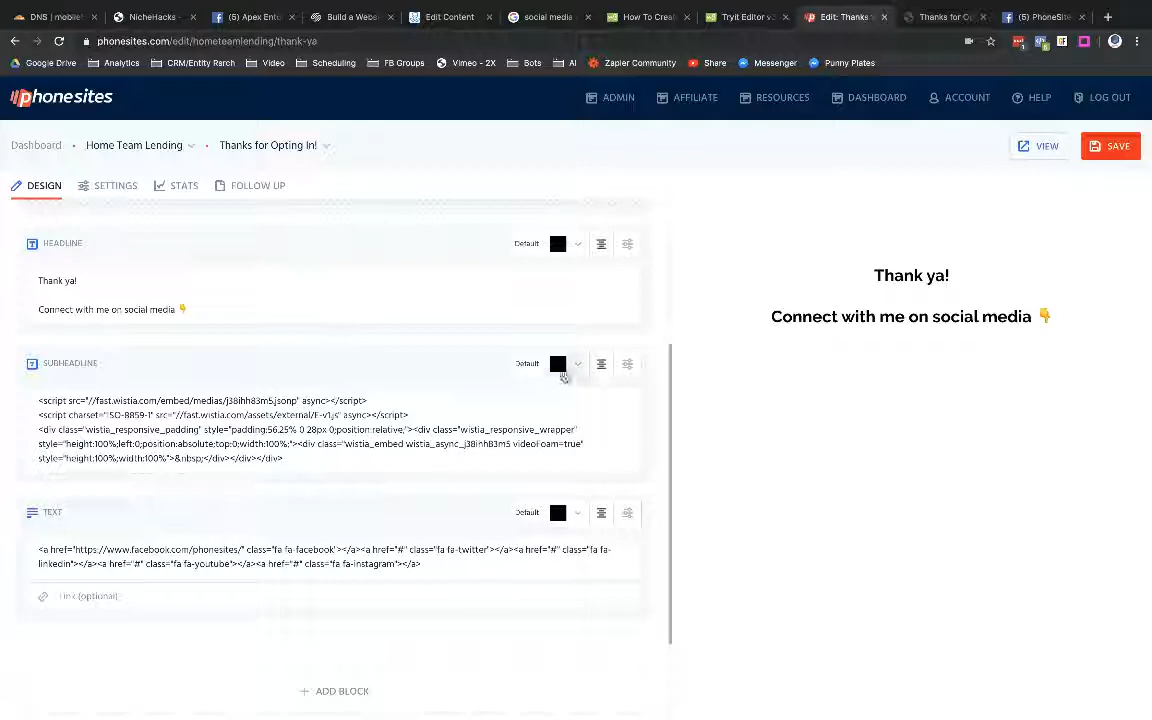 DNS | mobile
NicheHacks -
(5) Apex Ent
Build a Webs
Edit Content
social media
How To Creat
Tryit Editor v
Edit: Thanks
Thanks for Op
(5) PhoneSite
phonesites.com/edit/hometeamlending/thank-ya
Google Drive
Analytics
CRM/Entity Rsrch
Video
Scheduling
FB Groups
Vimeo - 2X
Bots
AI
Zapier Community
Share
Messenger
Punny Plates
phonesites
ADMIN
AFFILIATE
RESOURCES
DASHBOARD
ACCOUNT
HELP
LOG OUT
Dashboard • Home Team Lending • Thanks for Opting In!
VIEW
SAVE
DESIGN
SETTINGS
STATS
FOLLOW UP
HEADLINE
Default
Thank ya!
Connect with me on social media 👇
SUBHEADLINE
Default
<script src="//fast.wistia.com/embed/medias/j38ihh83m5.jsonp" async></script>
<script charset="ISO-8859-1" src="//fast.wistia.com/assets/external/E-v1.js" async></script>
<div class="wistia_responsive_padding" style="padding:56.25% 0 28px 0;position:relative;"><div class="wistia_responsive_wrapper"
style="height:100%;left:0;position:absolute;top:0;width:100%;"><div class="wistia_embed wistia_async_j38ihh83m5 videoFoam=true"
style="height:100%;width:100%">&nbsp;</div></div></div>
TEXT
Default
<a href="https://www.facebook.com/phonesites/" class="fa fa-facebook"></a><a href="#" class="fa fa-twitter"></a><a href="#" class="fa fa-
linkedin"></a><a href="#" class="fa fa-youtube"></a><a href="#" class="fa fa-instagram"></a>
Link (optional)
+ ADD BLOCK
Thank ya!
Connect with me on social media 👇